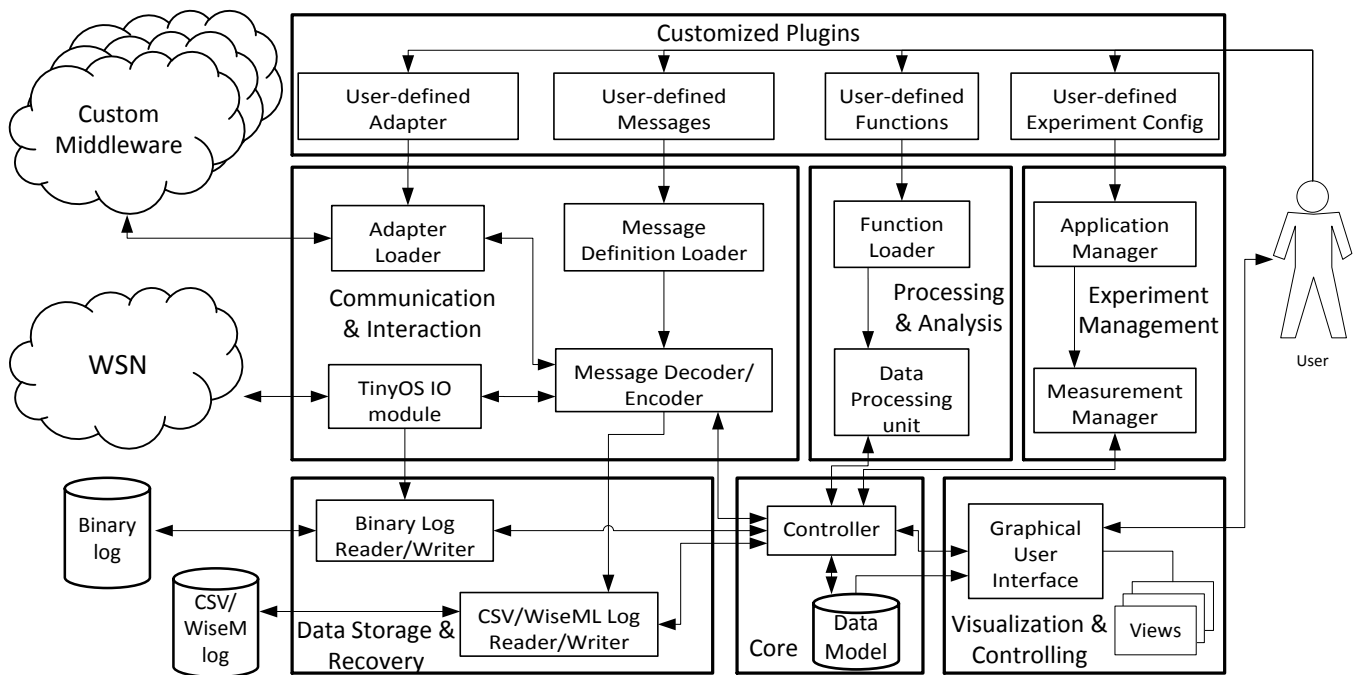 Customized Plugins
User-defined
Adapter
User-defined
Messages
User-defined
Functions
User-defined
Experiment Config
Custom
Middleware
Adapter
Loader
Message
Definition Loader
Function
Loader
Application
Manager
Communication
& Interaction
Processing
& Analysis
Experiment
Management
User
WSN
TinyOS IO
module
Message Decoder/
Encoder
Data
Processing
unit
Measurement
Manager
Binary
log
Binary Log
Reader/Writer
Controller
Graphical
User
Interface
CSV/
WiseM
log
CSV/WiseML Log
Reader/Writer
Data Storage &
Recovery
Core
Data
Model
Visualization &
Controlling
Views